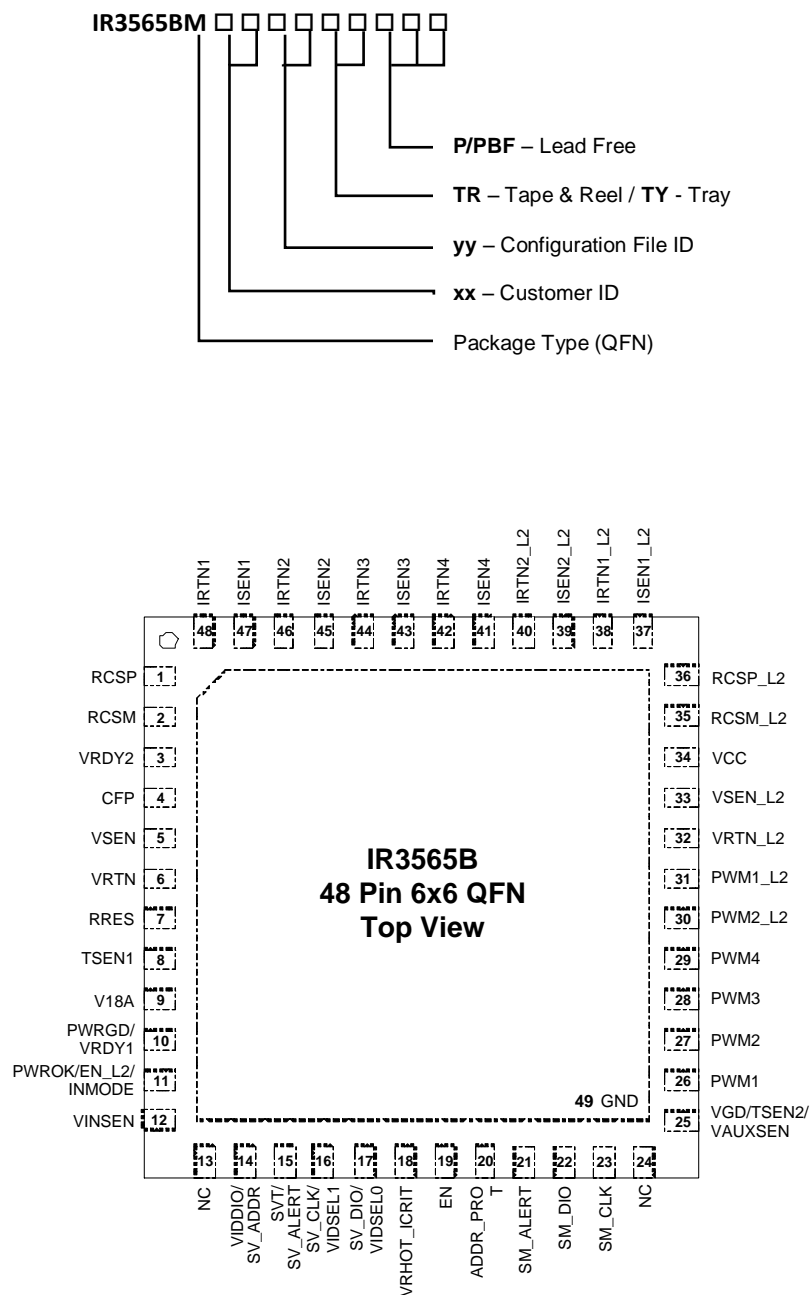 IR3565BM □ □ □ □ □ □ □ □ □
P/PBF – Lead Free
TR – Tape & Reel / TY - Tray
yy – Configuration File ID
xx – Customer ID
Package Type (QFN)
IRTN1
ISEN1
IRTN2
ISEN2
IRTN3
ISEN3
IRTN4
ISEN4
IRTN2_L2
ISEN2_L2
IRTN1_L2
ISEN1_L2
48 47 46 45 44 43 42 41 40 39 38 37
RCSP 1
RCSM 2
VRDY2 3
CFP 4
VSEN 5
VRTN 6
RRES 7
TSEN1 8
V18A 9
PWRGD/
VRDY1 10
PWROK/EN_L2/
INMODE 11
VINSEN 12
IR3565B
48 Pin 6x6 QFN
Top View
49 GND
36 RCSP_L2
35 RCSM_L2
34 VCC
33 VSEN_L2
32 VRTN_L2
31 PWM1_L2
30 PWM2_L2
29 PWM4
28 PWM3
27 PWM2
26 PWM1
25 VGD/TSEN2/
VAUXSEN
13 14 15 16 17 18 19 20 21 22 23 24
NC
VIDDIO/
SV_ADDR
SVT/
SV_ALERT
SV_CLK/
VIDSEL1
SV_DIO/
VIDSEL0
VRHOT_ICRIT
EN
ADDR_PRO
T
SM_ALERT
SM_DIO
SM_CLK
NC